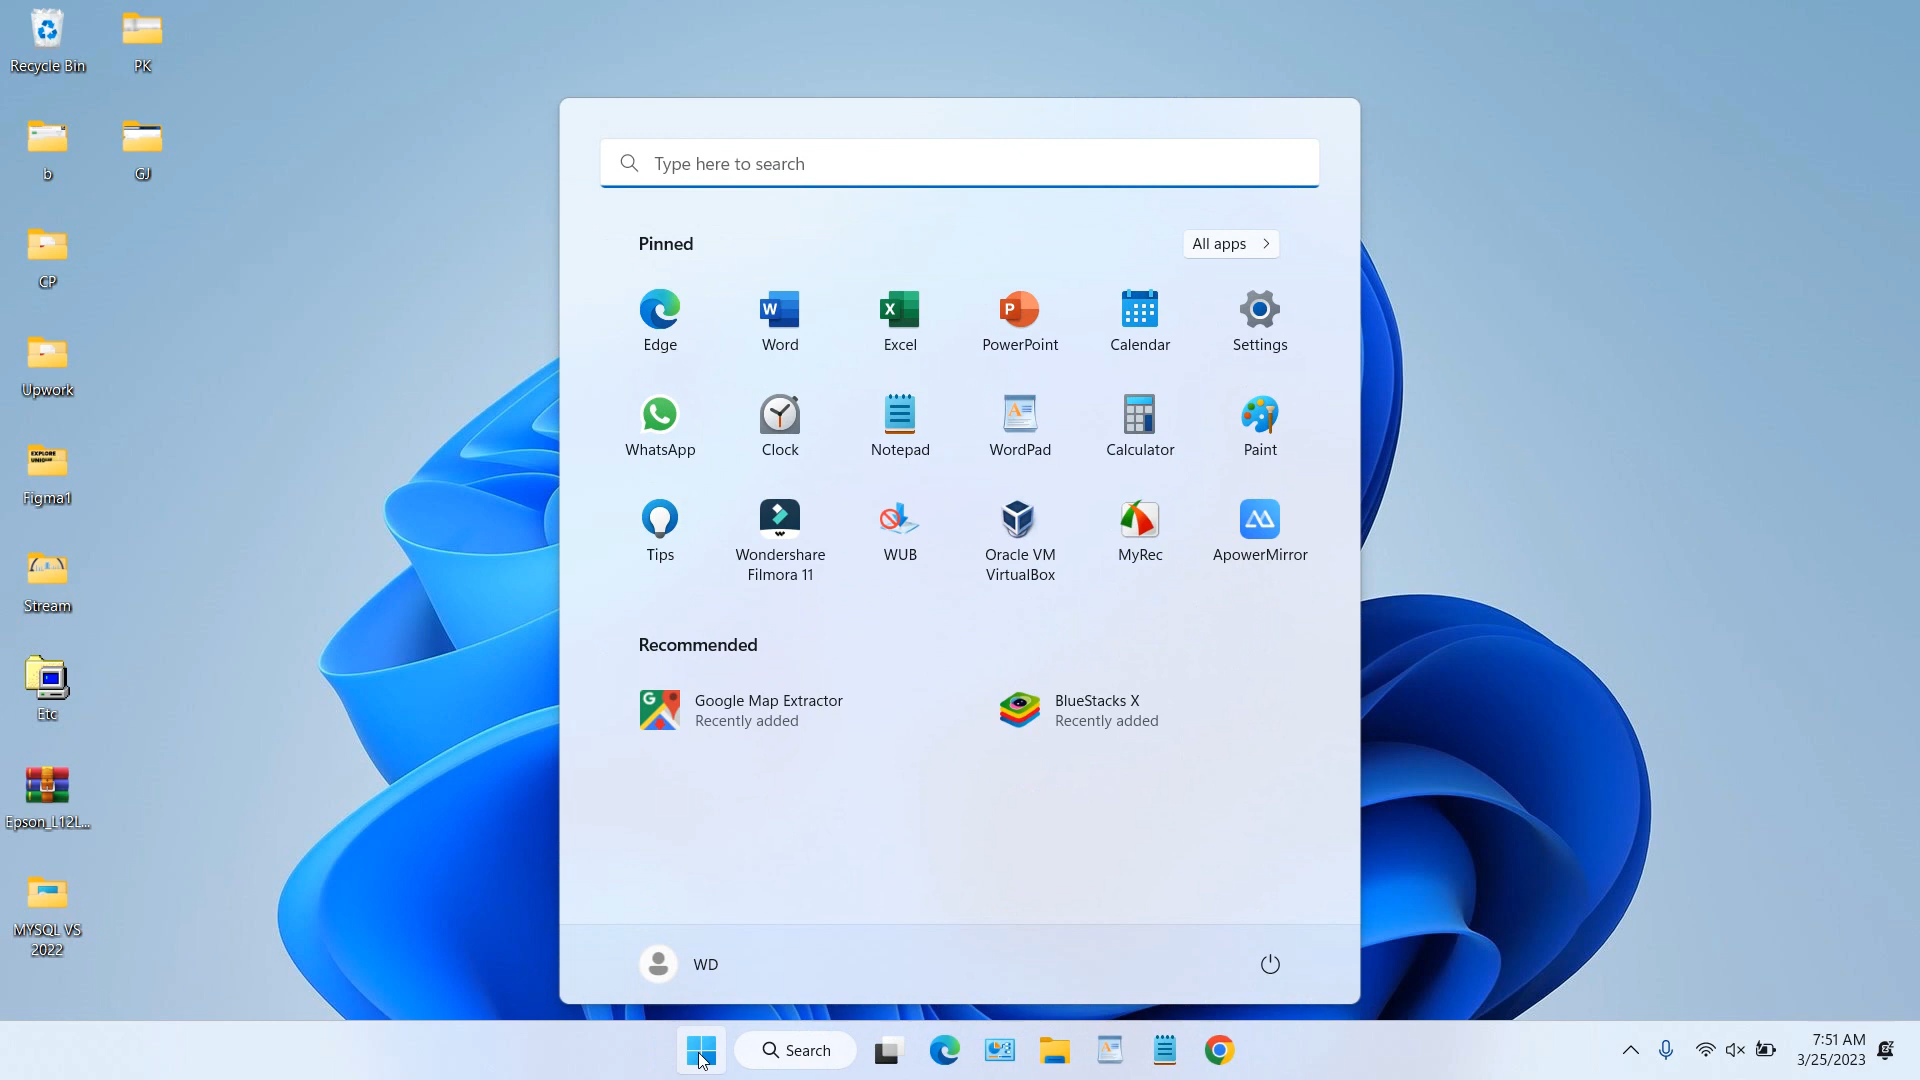 Recycle Bin
PK
b
GJ
CP
Upwork
EXPLORE
UNIQUE
Figma1
Stream
Etc
Epson_L12L...
MYSQL VS
2022
Type here to search
Pinned
All apps
Edge
Word
Excel
PowerPoint
Calendar
Settings
WhatsApp
Clock
Notepad
WordPad
Calculator
Paint
Tips
Wondershare
Filmora 11
WUB
Oracle VM
VirtualBox
MyRec
ApowerMirror
Recommended
Google Map Extractor
Recently added
BlueStacks X
Recently added
WD
Search
7:51 AM
3/25/2023